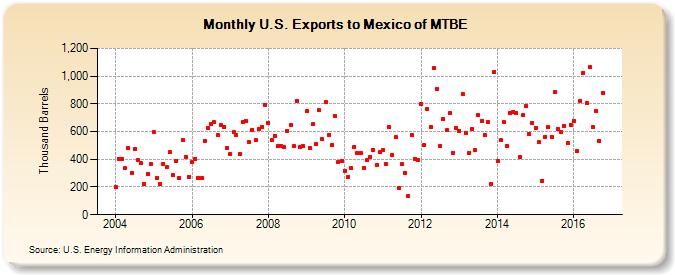 Monthly U.S. Exports to Mexico of MTBE
Thousand Barrels
1,200
1,000
800
600
400
200
0
2004 2006 2008 2010 2012 2014 2016
Source: U.S. Energy Information Administration